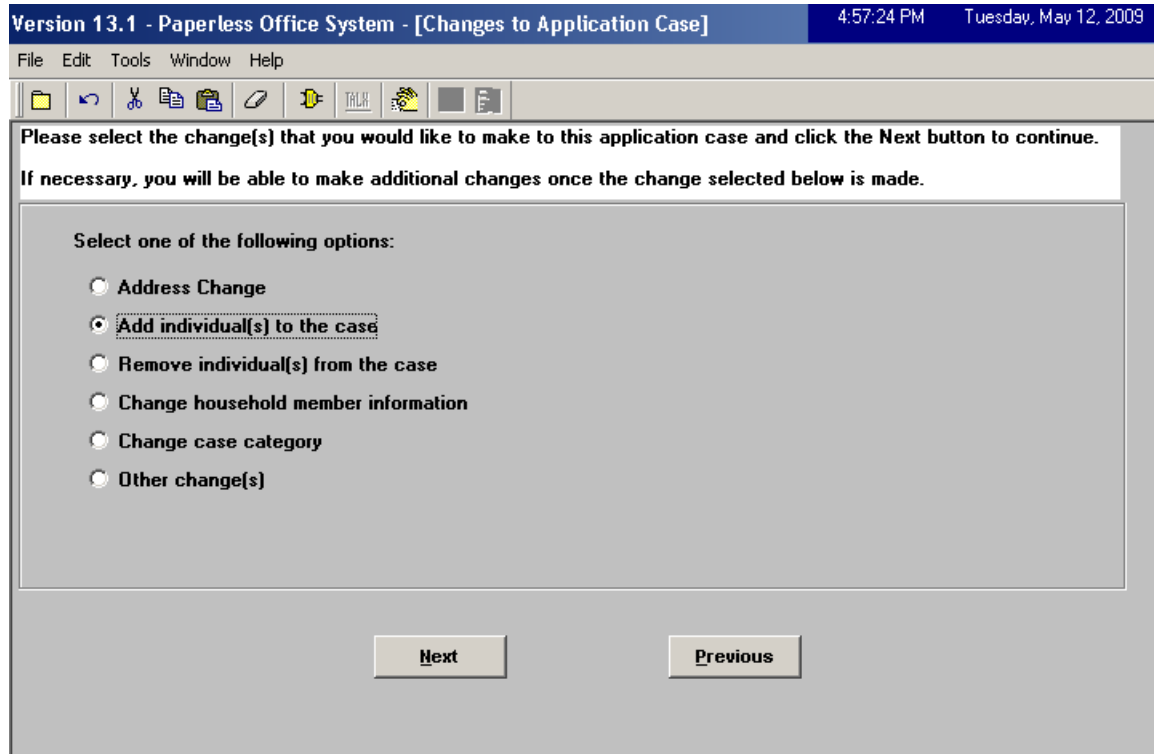 Version 13.1 - Paperless Office System - [Changes to Application Case] 4:57:24 PM Tuesday, May 12, 2009
File Edit Tools Window Help
TALX
Please select the change(s) that you would like to make to this application case and click the Next button to continue.
If necessary, you will be able to make additional changes once the change selected below is made.
Select one of the following options:
Address Change
Add individual(s) to the case
Remove individual(s) from the case
Change household member information
Change case category
Other change(s)
Next Previous